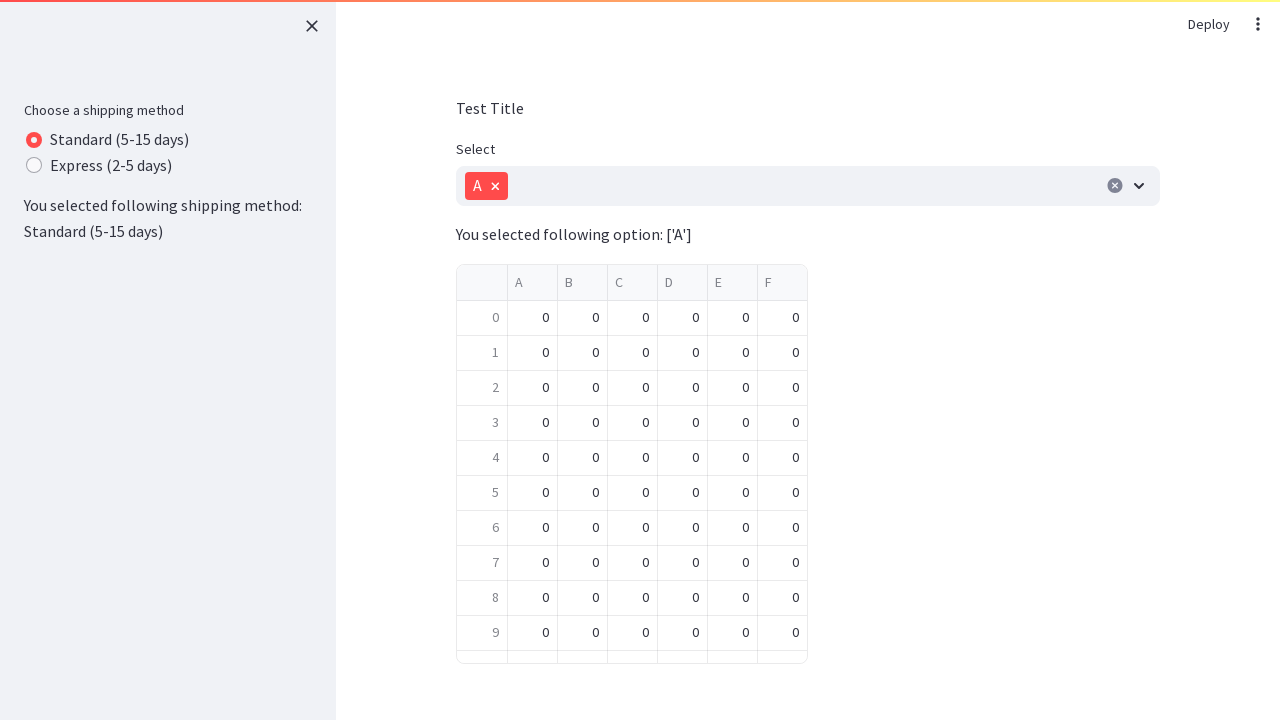 Deploy
Choose a shipping method
Standard (5-15 days)
Express (2-5 days)
You selected following shipping method:
Standard (5-15 days)
Test Title
Select
A
You selected following option: ['A']
A B C D E F
0 0 0 0 0 0 0
1 0 0 0 0 0 0
2 0 0 0 0 0 0
3 0 0 0 0 0 0
4 0 0 0 0 0 0
5 0 0 0 0 0 0
6 0 0 0 0 0 0
7 0 0 0 0 0 0
8 0 0 0 0 0 0
9 0 0 0 0 0 0